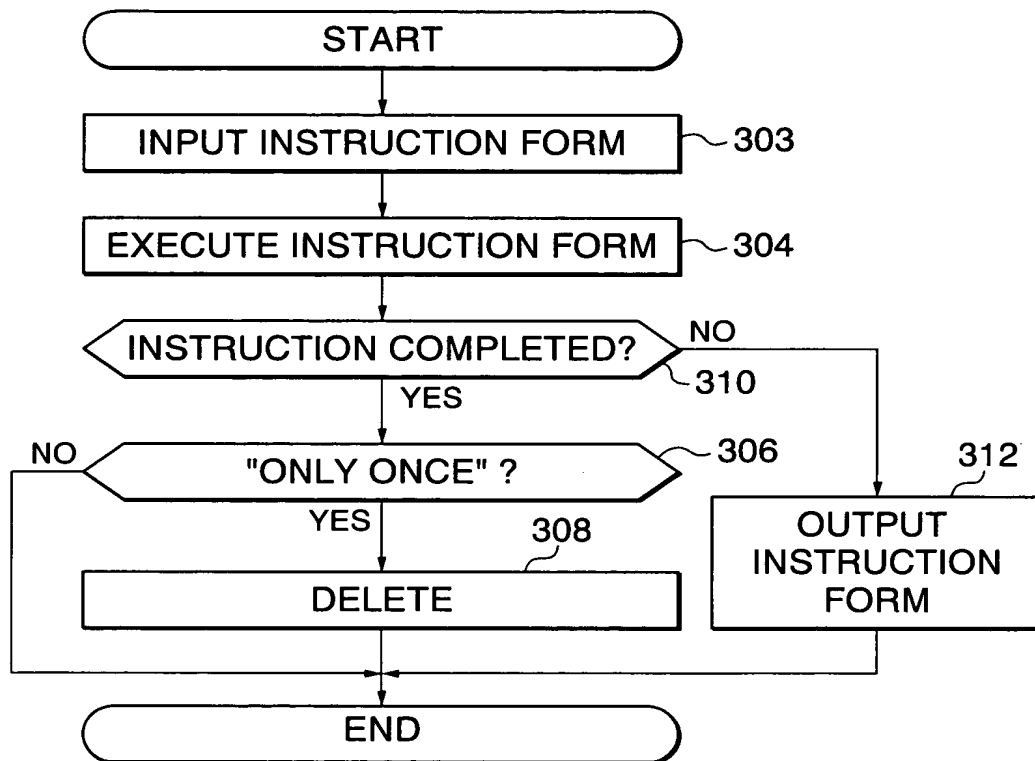 START
INPUT INSTRUCTION FORM
303
EXECUTE INSTRUCTION FORM
304
INSTRUCTION COMPLETED?
NO
310
YES
NO
"ONLY ONCE" ?
306
312
YES
308
OUTPUT
INSTRUCTION
FORM
DELETE
END